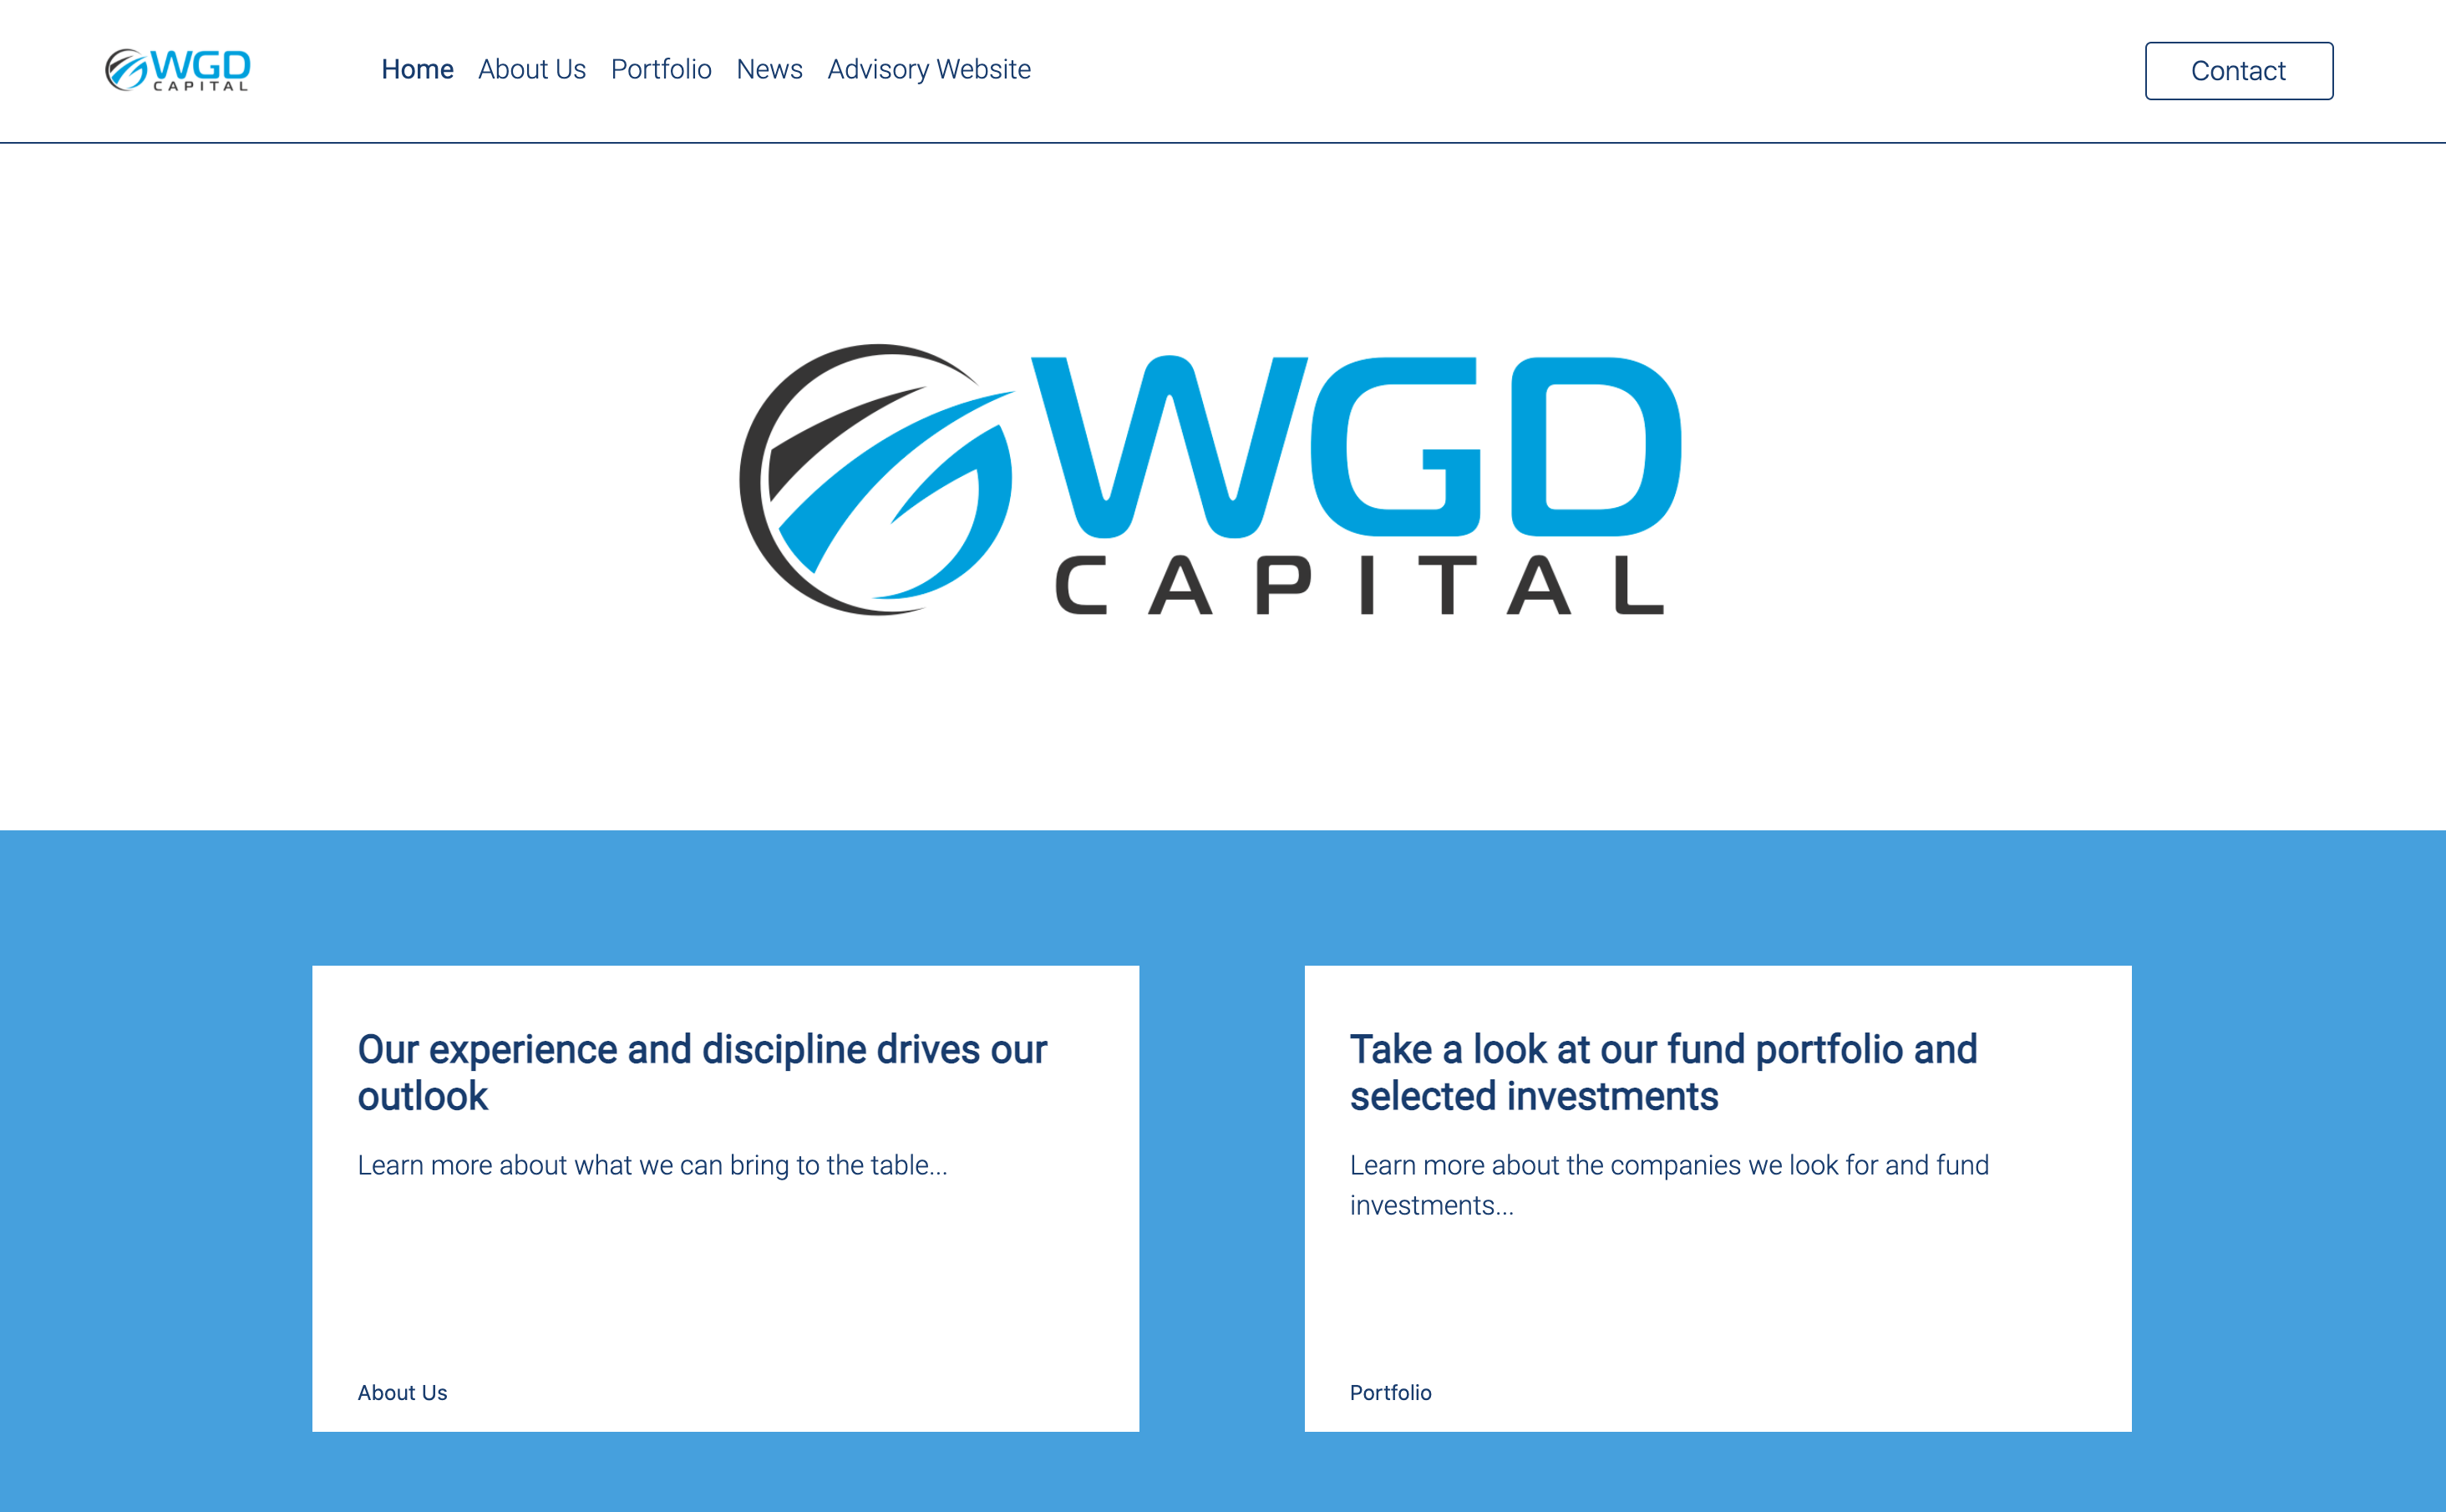 WGD
CAPITAL
Home About Us Portfolio News Advisory Website
Contact
WGD
CAPITAL
Our experience and discipline drives our
outlook
Learn more about what we can bring to the table...
About Us
Take a look at our fund portfolio and
selected investments
Learn more about the companies we look for and fund
investments...
Portfolio